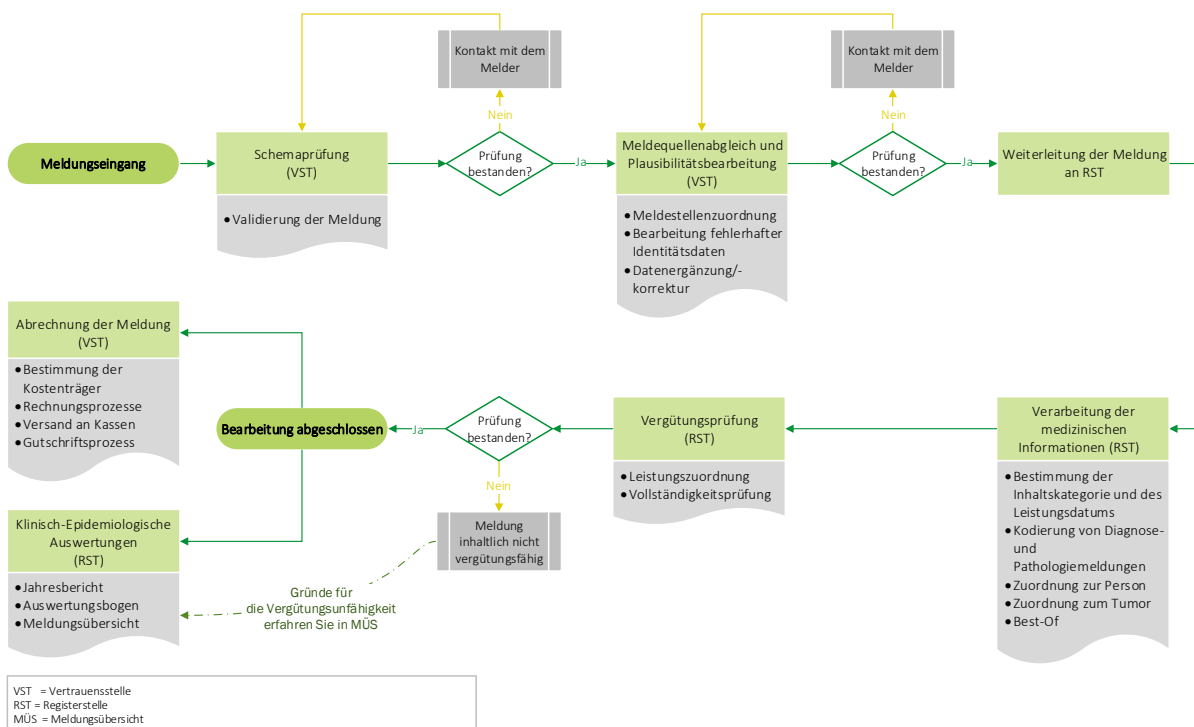 Kontakt mit dem
Melder
Kontakt mit dem
Melder
Nein
Nein
Meldungseingang
Schemaprüfung
(VST)
Prüfung
bestanden?
Ja
Meldequellenabgleich und
Plausibilitätsbearbeitung
(VST)
Prüfung
bestanden?
Ja
Weiterleitung der Meldung
an RST
• Validierung der Meldung
• Meldestellenzuordnung
• Bearbeitung fehlerhafter
Identitätsdaten
• Datenergänzung/-
korrektur
Abrechnung der Meldung
(VST)
• Bestimmung der
Kostenträger
• Rechnungsprozesse
• Versand an Kassen
• Gutschriftsprozess
Bearbeitung abgeschlossen
Ja
Prüfung
bestanden?
Vergütungsprüfung
(RST)
• Leistungszuordnung
• Vollständigkeitsprüfung
Verarbeitung der
medizinischen
Informationen (RST)
• Bestimmung der
Inhaltskategorie und des
Leistungsdatums
• Kodierung von Diagnose-
und
Pathologiemeldungen
• Zuordnung zur Person
• Zuordnung zum Tumor
• Best-Of
Nein
Meldung
inhaltlich nicht
vergütungsfähig
Klinisch-Epidemiologische
Auswertungen
(RST)
• Jahresbericht
• Auswertungsbogen
• Meldungsübersicht
Gründe für
die Vergütungsunfähigkeit
erfahren Sie in MÜS
VST = Vertrauensstelle
RST = Registerstelle
MÜS = Meldungsübersicht